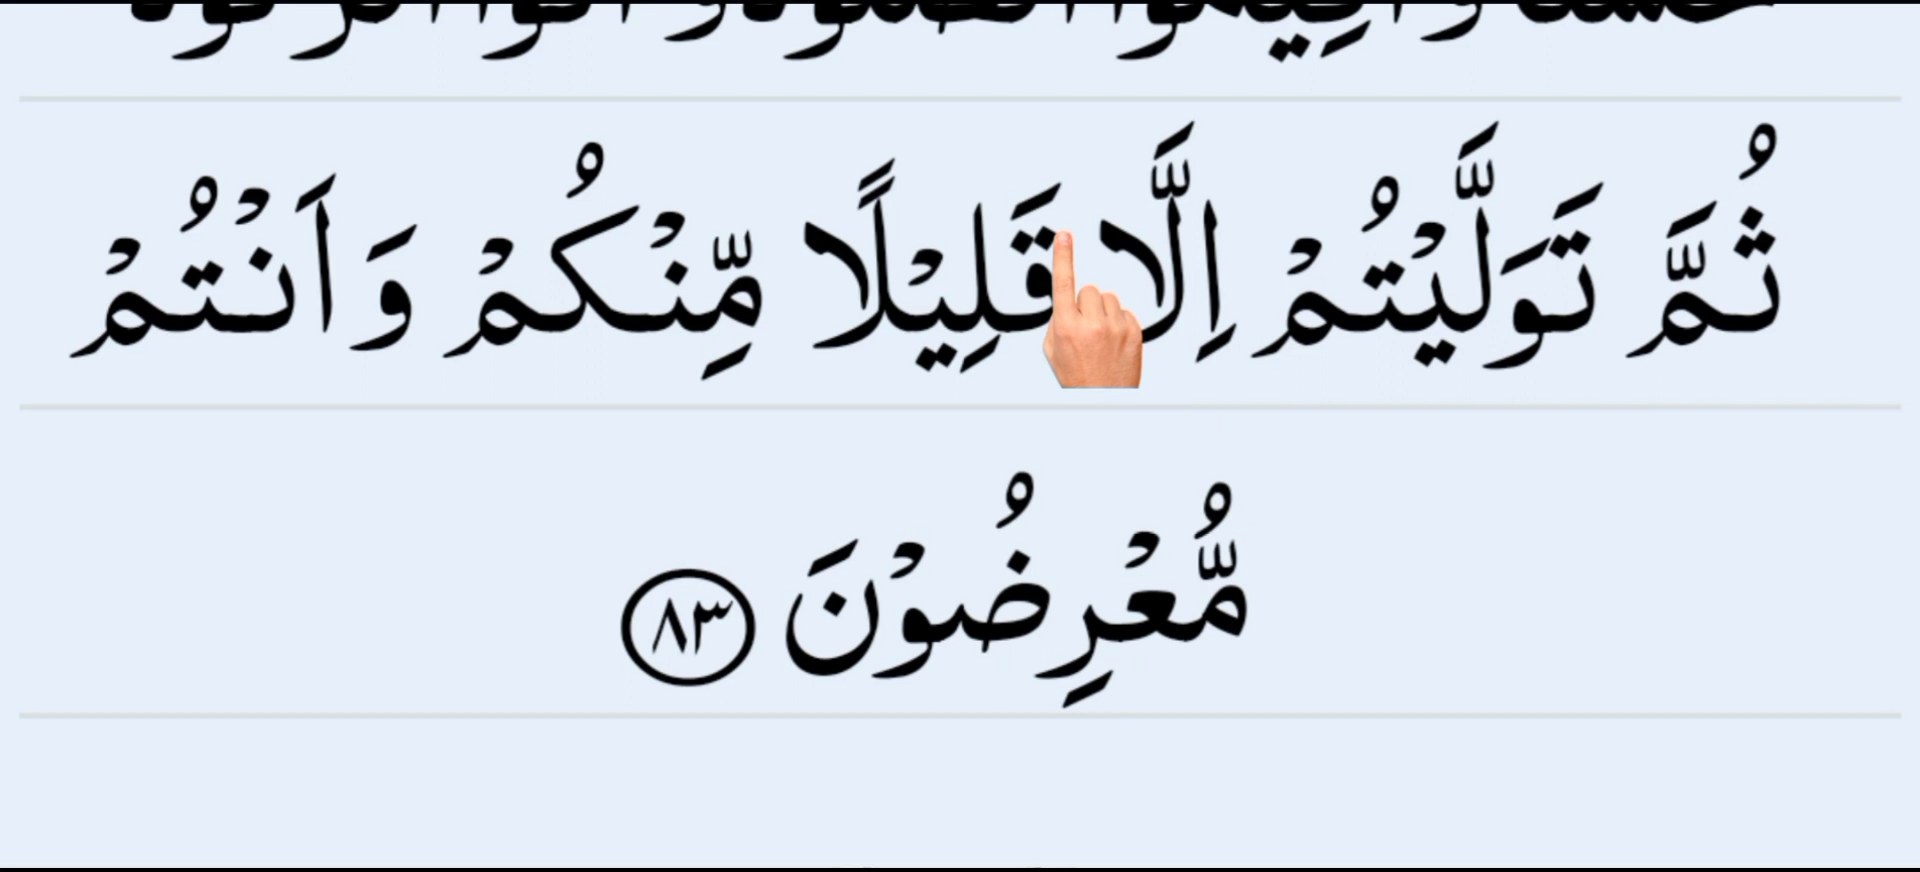 ثُمَّ تَوَلَّيْتُمْ اِلَّا قَلِيْلًا مِّنْكُمْ وَاَنْتُمْ
مُّعْرِضُوْنَ ٨٣